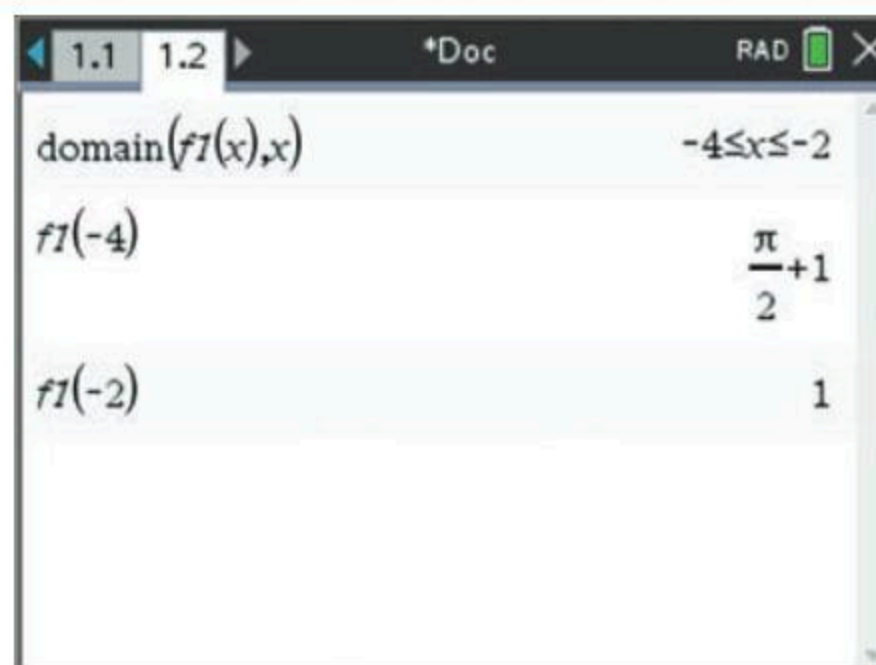 1.1 1.2 *Doc RAD
domain(f1(x),x) -4≤x≤-2
f1(-4) π/2+1
f1(-2) 1